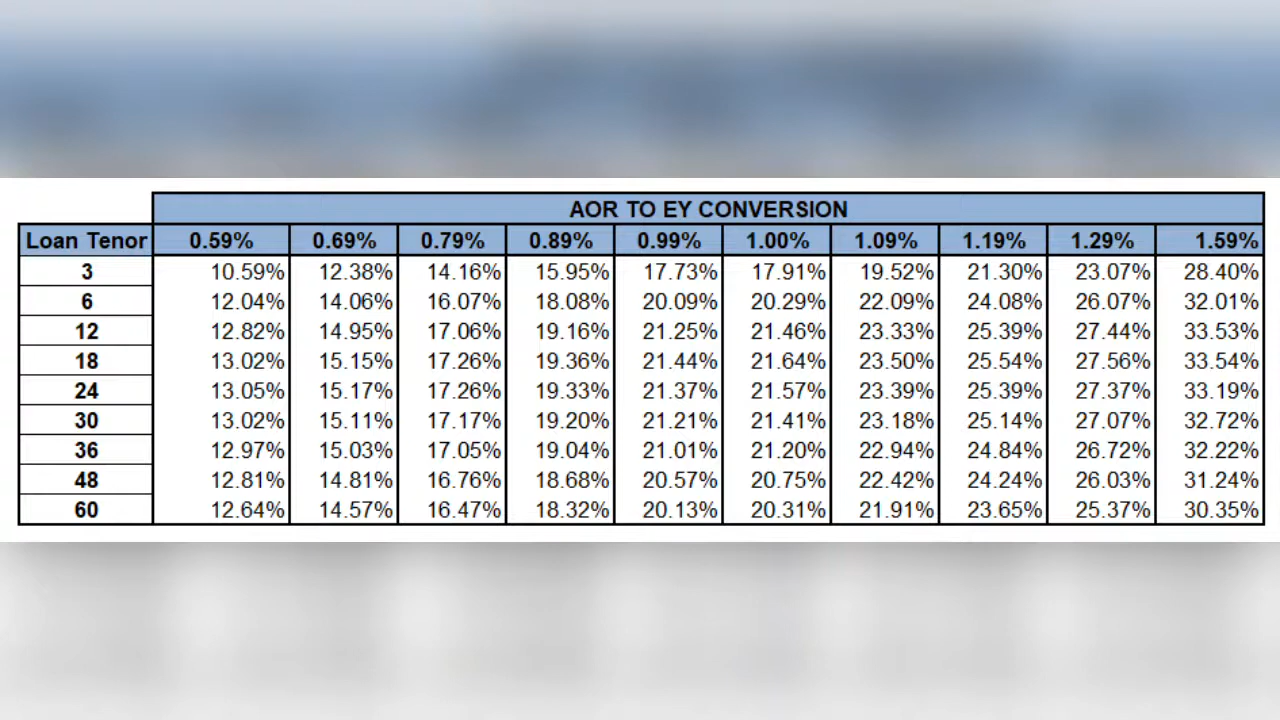 AOR TO EY CONVERSION
Loan Tenor 0.59% 0.69% 0.79% 0.89% 0.99% 1.00% 1.09% 1.19% 1.29% 1.59%
3 10.59% 12.38% 14.16% 15.95% 17.73% 17.91% 19.52% 21.30% 23.07% 28.40%
6 12.04% 14.06% 16.07% 18.08% 20.09% 20.29% 22.09% 24.08% 26.07% 32.01%
12 12.82% 14.95% 17.06% 19.16% 21.25% 21.46% 23.33% 25.39% 27.44% 33.53%
18 13.02% 15.15% 17.26% 19.36% 21.44% 21.64% 23.50% 25.54% 27.56% 33.54%
24 13.05% 15.17% 17.26% 19.33% 21.37% 21.57% 23.39% 25.39% 27.37% 33.19%
30 13.02% 15.11% 17.17% 19.20% 21.21% 21.41% 23.18% 25.14% 27.07% 32.72%
36 12.97% 15.03% 17.05% 19.04% 21.01% 21.20% 22.94% 24.84% 26.72% 32.22%
48 12.81% 14.81% 16.76% 18.68% 20.57% 20.75% 22.42% 24.24% 26.03% 31.24%
60 12.64% 14.57% 16.47% 18.32% 20.13% 20.31% 21.91% 23.65% 25.37% 30.35%